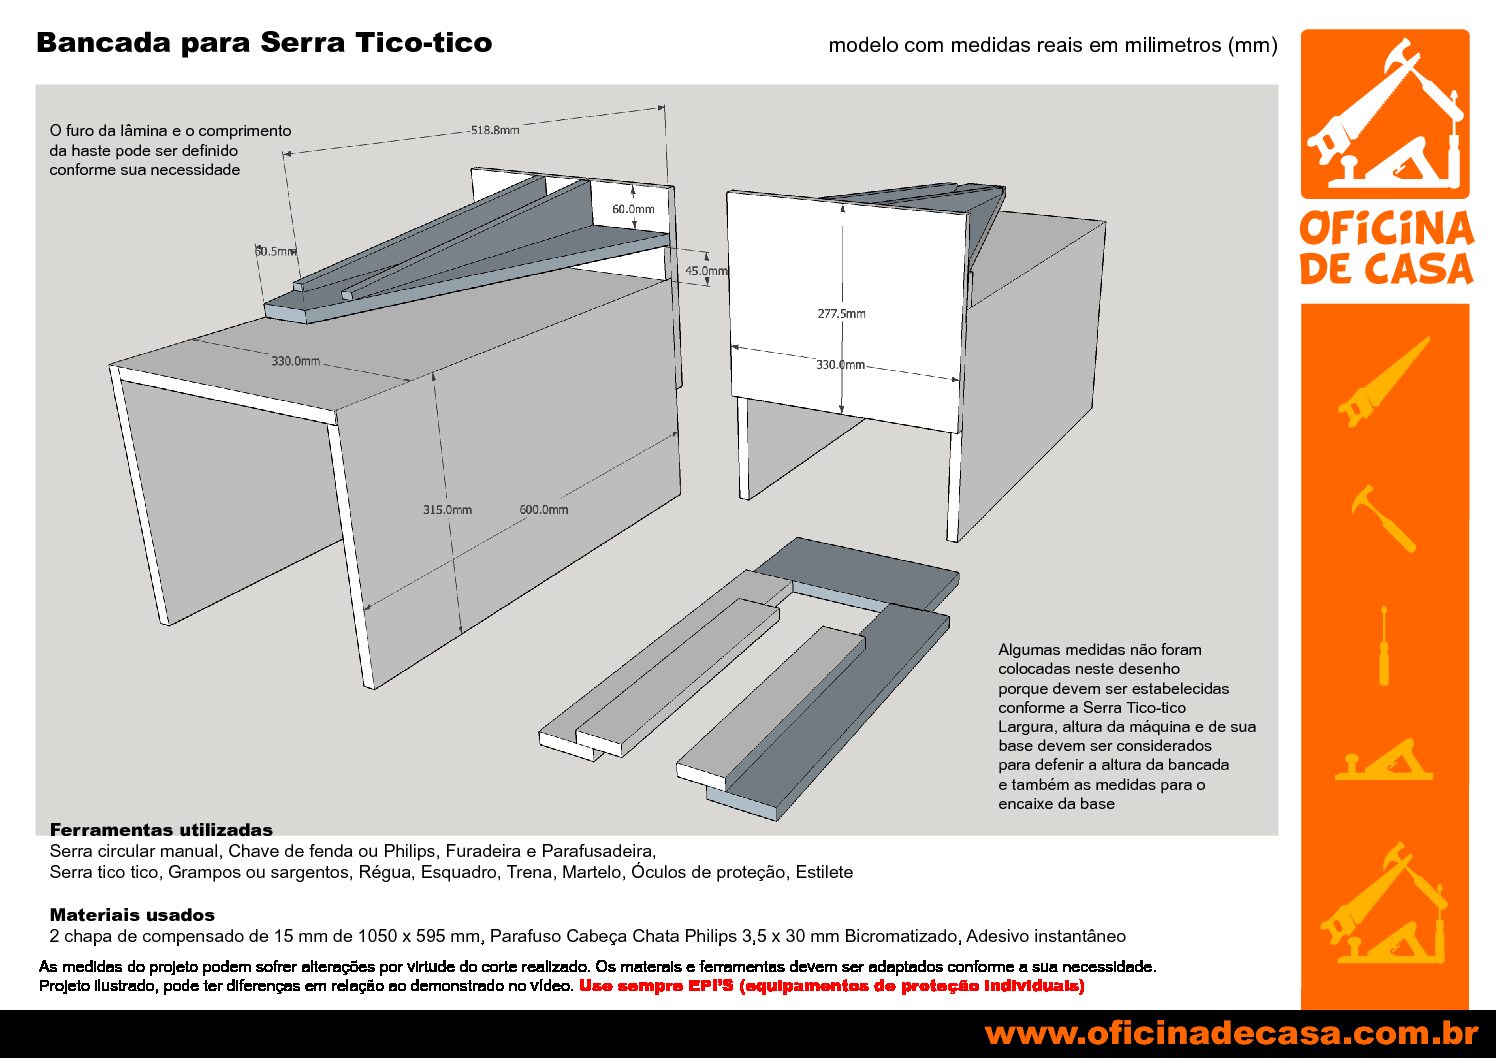 Bancada para Serra Tico-tico
modelo com medidas reais em milimetros (mm)
O furo da lâmina e o comprimento
da haste pode ser definido
conforme sua necessidade
518.8mm
60.0mm
60.5mm
45.0mm
330.0mm
315.0mm
600.0mm
277.5mm
330.0mm
OFiCiNA
DE CASA
Algumas medidas não foram
colocadas neste desenho
porque devem ser estabelecidas
conforme a Serra Tico-tico
Largura, altura da máquina e de sua
base devem ser considerados
para defenir a altura da bancada
e também as medidas para o
encaixe da base
Ferramentas utilizadas
Serra circular manual, Chave de fenda ou Philips, Furadeira e Parafusadeira,
Serra tico tico, Grampos ou sargentos, Régua, Esquadro, Trena, Martelo, Óculos de proteção, Estilete
Materiais usados
2 chapa de compensado de 15 mm de 1050 x 595 mm, Parafuso Cabeça Chata Philips 3,5 x 30 mm Bicromatizado, Adesivo instantâneo
As medidas do projeto podem sofrer alterações por virtude do corte realizado. Os materais e ferramentas devem ser adaptados conforme a sua necessidade.
Projeto ilustrado, pode ter diferenças em relação ao demonstrado no vídeo. Use sempre EPI'S (equipamentos de proteção individuais)
www.oficinadecasa.com.br